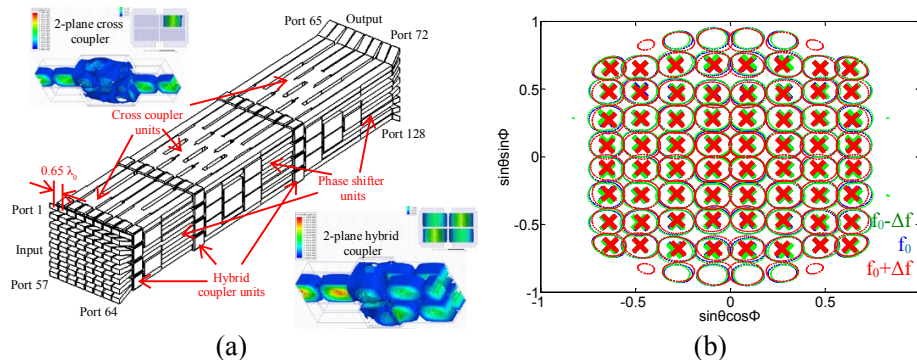 2-plane cross
coupler
Port 65
Output
Port 72
Cross coupler
units
Port 128
0.65 λ₀
Phase shifter
units
Port 1
Input
2-plane hybrid
coupler
Port 57
Hybrid
coupler units
Port 64
(a)
1
0.5
0
-0.5
-1
sinθsinΦ
f₀-Δf
f₀
f₀+Δf
-1
-0.5
0
0.5
1
sinθcosΦ
(b)